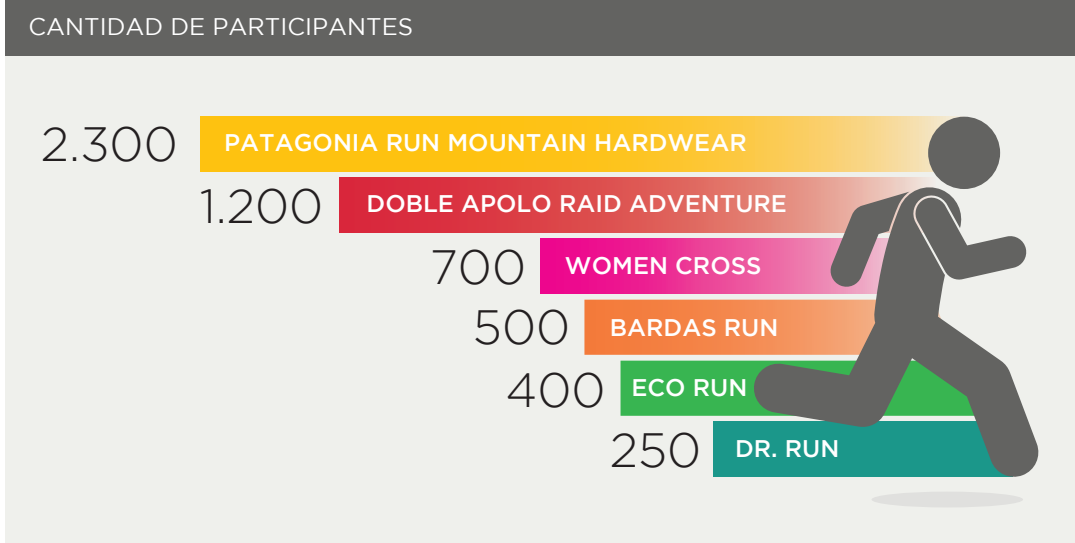 CANTIDAD DE PARTICIPANTES
2.300 PATAGONIA RUN MOUNTAIN HARDWEAR
1.200 DOBLE APOLO RAID ADVENTURE
700 WOMEN CROSS
500 BARDAS RUN
400 ECO RUN
250 DR. RUN